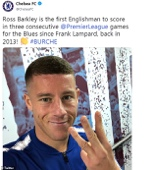 Chelsea FC
Ross Barkley is the first Englishman to score
in three consecutive @PremierLeague games
for the Blues since Frank Lampard, back in
2013! 👏 #BURCHE